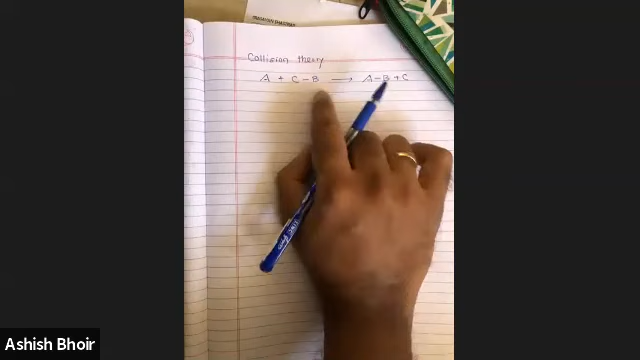 Collision theory
A + C - B → A - B + C
Ashish Bhoir